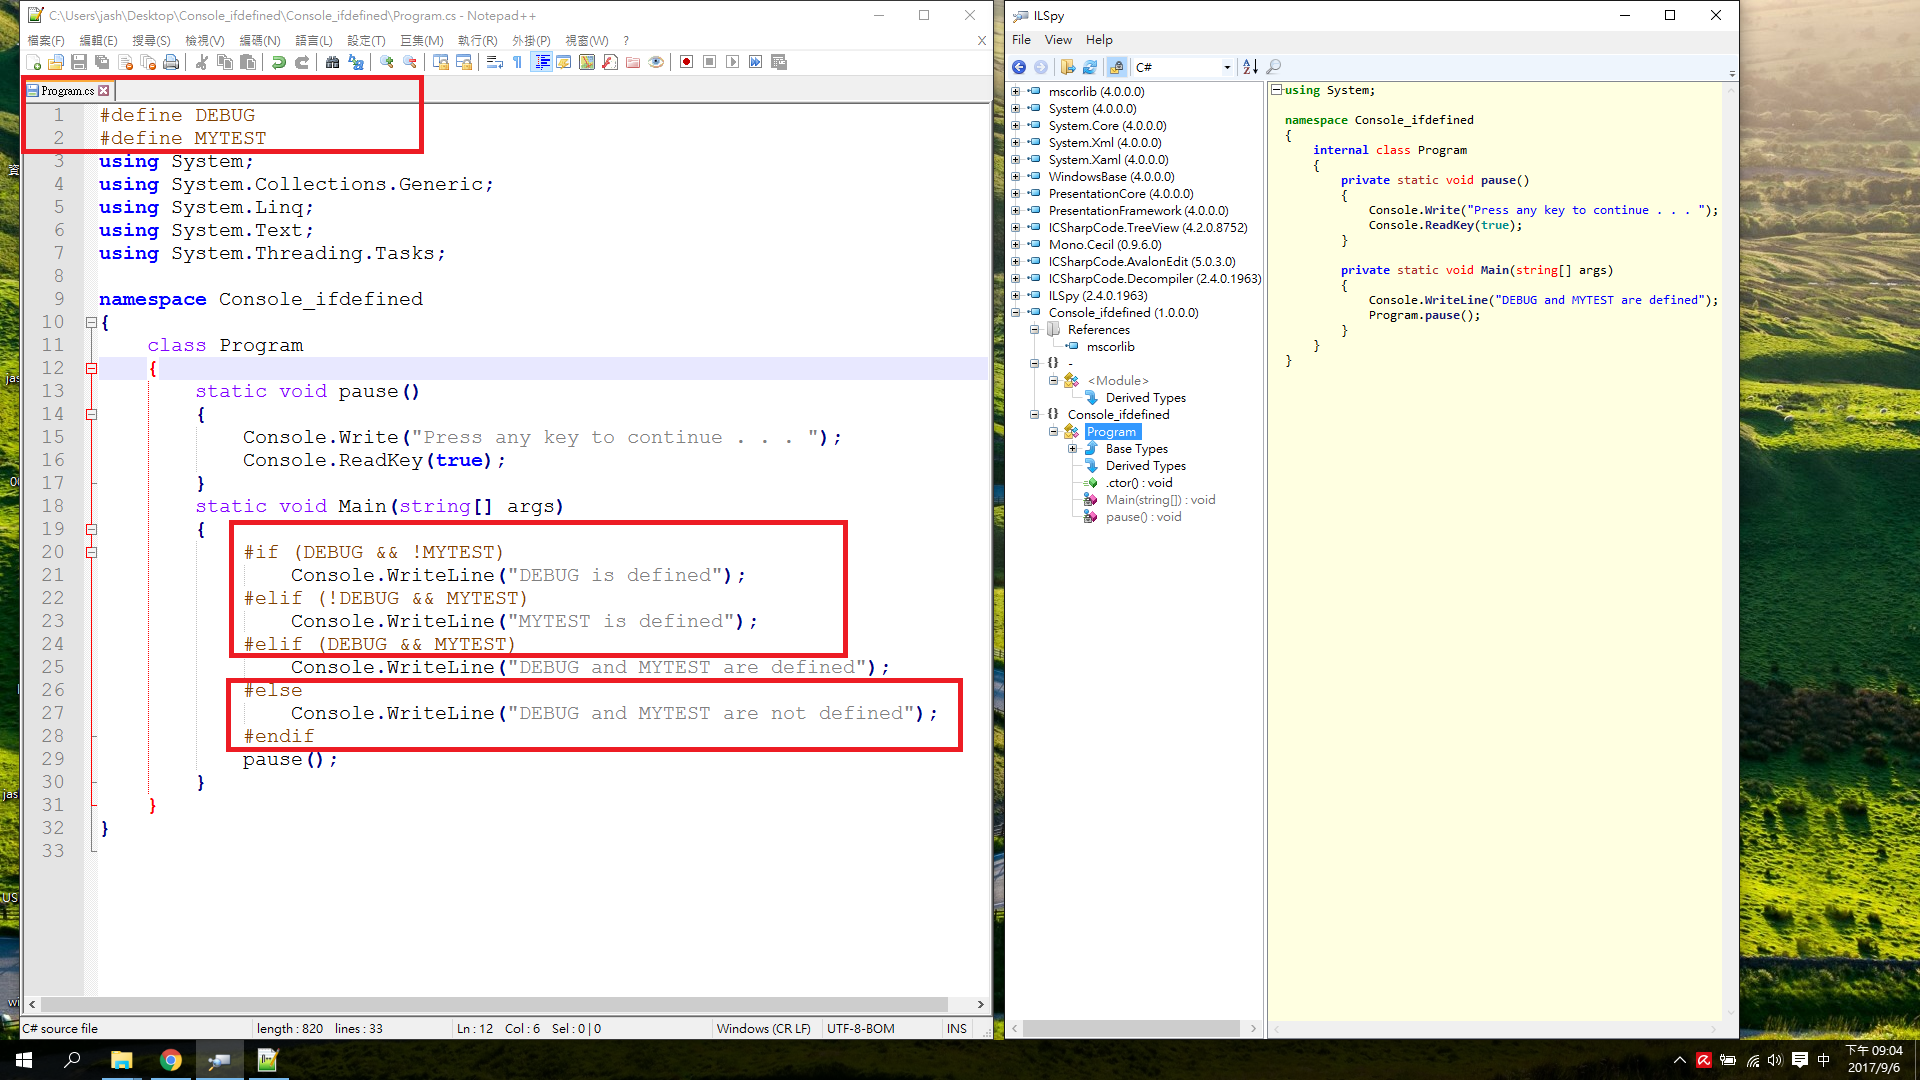 C:\Users\jash\Desktop\Console_ifdefined\Console_ifdefined\Program.cs - Notepad++
檔案(F) 編輯(E) 搜尋(S) 檢視(V) 編碼(N) 語言(L) 設定(T) 巨集(M) 執行(R) 外掛(P) 視窗(W) ? X
Program.cs
1 #define DEBUG
2 #define MYTEST
3 using System;
4 using System.Collections.Generic;
5 using System.Linq;
6 using System.Text;
7 using System.Threading.Tasks;
8
9 namespace Console_ifdefined
10 {
11 class Program
12 {
13 static void pause()
14 {
15 Console.Write("Press any key to continue . . . ");
16 Console.ReadKey(true);
17 }
18 static void Main(string[] args)
19 {
20 #if (DEBUG && !MYTEST)
21 Console.WriteLine("DEBUG is defined");
22 #elif (!DEBUG && MYTEST)
23 Console.WriteLine("MYTEST is defined");
24 #elif (DEBUG && MYTEST)
25 Console.WriteLine("DEBUG and MYTEST are defined");
26 #else
27 Console.WriteLine("DEBUG and MYTEST are not defined");
28 #endif
29 pause();
30 }
31 }
32 }
33
C# source file length : 820 lines : 33 Ln : 12 Col : 6 Sel : 0 | 0 Windows (CR LF) UTF-8-BOM INS
ILSpy
File View Help
C#
mscorlib (4.0.0.0)
System (4.0.0.0)
System.Core (4.0.0.0)
System.Xml (4.0.0.0)
System.Xaml (4.0.0.0)
WindowsBase (4.0.0.0)
PresentationCore (4.0.0.0)
PresentationFramework (4.0.0.0)
ICSharpCode.TreeView (4.2.0.8752)
Mono.Cecil (0.9.6.0)
ICSharpCode.AvalonEdit (5.0.3.0)
ICSharpCode.Decompiler (2.4.0.1963)
ILSpy (2.4.0.1963)
Console_ifdefined (1.0.0.0)
References
mscorlib
{} -
<Module>
Derived Types
{} Console_ifdefined
Program
Base Types
Derived Types
.ctor() : void
Main(string[]) : void
pause() : void
using System;
namespace Console_ifdefined
{
internal class Program
{
private static void pause()
{
Console.Write("Press any key to continue . . . ");
Console.ReadKey(true);
}
private static void Main(string[] args)
{
Console.WriteLine("DEBUG and MYTEST are defined");
Program.pause();
}
}
}
中
下午 09:04
2017/9/6